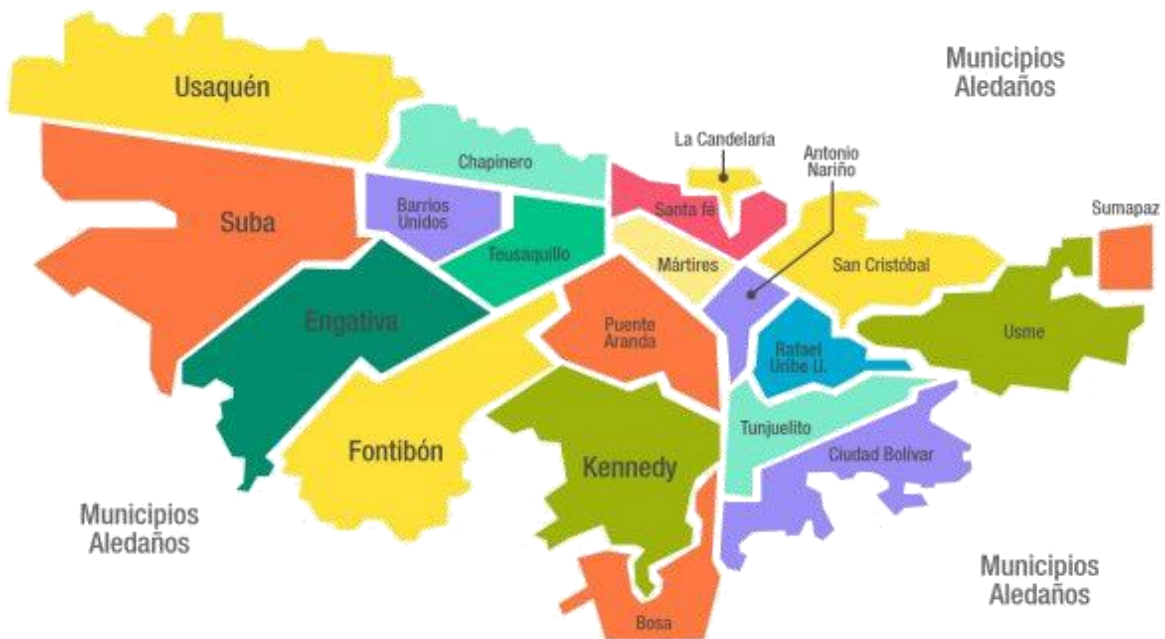 Municipios
Aledaños
Usaquén
La Candelaria
Antonio
Nariño
Chapinero
Sumapaz
Barrios
Unidos
Santa fé
Suba
Teusaquillo
Mártires
San Cristóbal
Engativa
Puente
Aranda
Usme
Rafael
Uribe U.
Tunjuelito
Fontibón
Kennedy
Ciudad Bolívar
Municipios
Aledaños
Municipios
Aledaños
Bosa